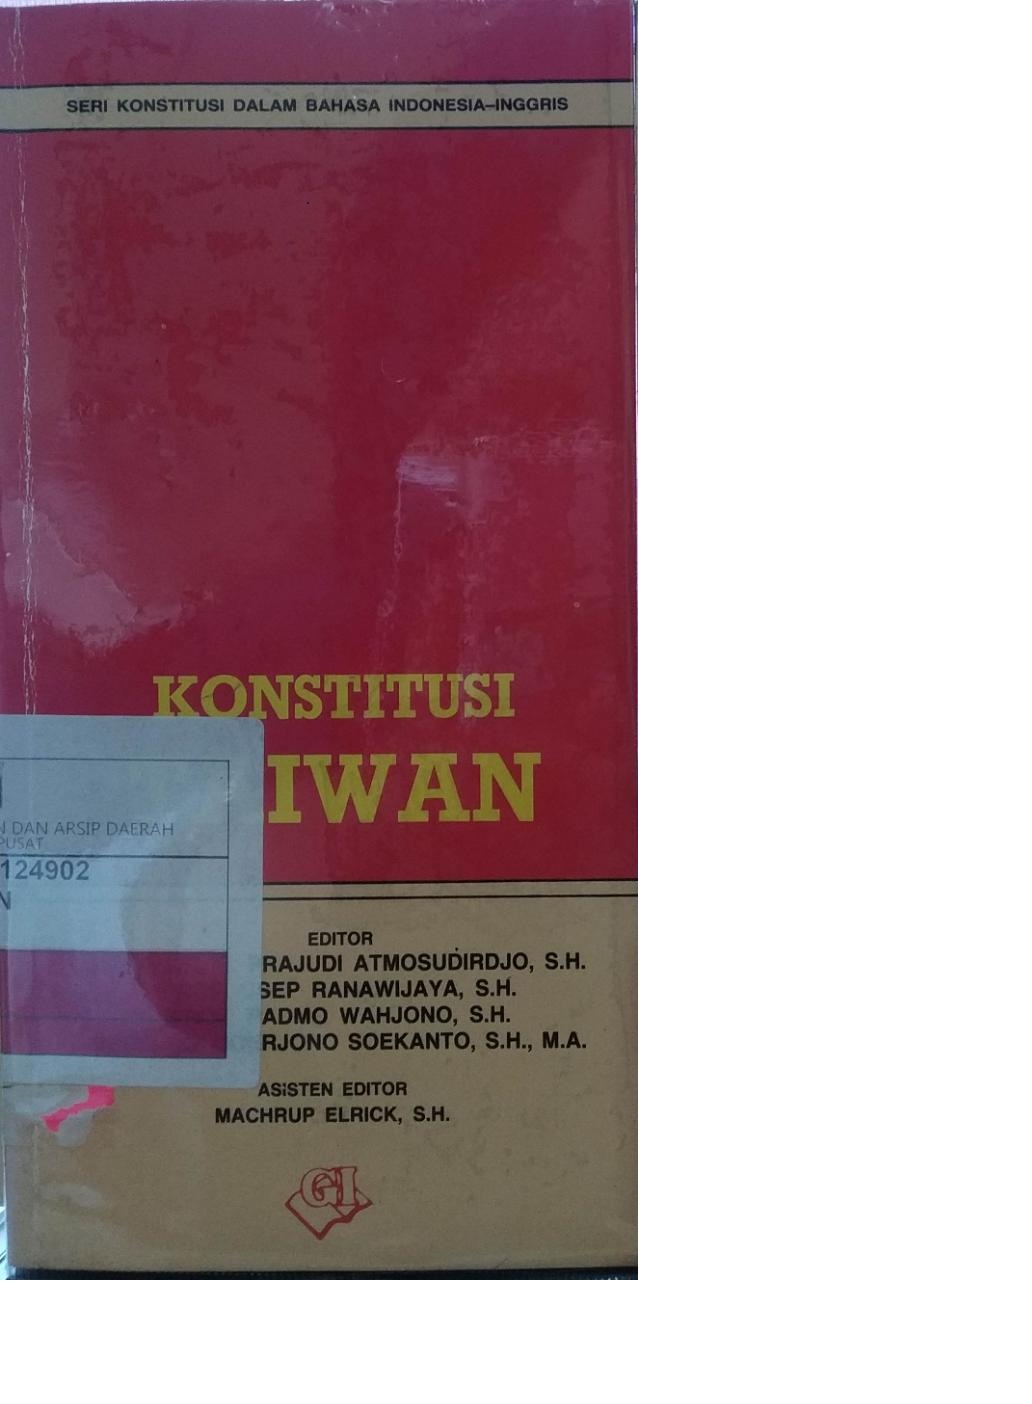 SERI KONSTITUSI DALAM BAHASA INDONESIA–INGGRIS
KONSTITUSI
IWAN
N DAN ARSIP DAERAH
PUSAT
124902
N
EDITOR
RAJUDI ATMOSUDIRDJO, S.H.
SEP RANAWIJAYA, S.H.
ADMO WAHJONO, S.H.
RJONO SOEKANTO, S.H., M.A.
ASISTEN EDITOR
MACHRUP ELRICK, S.H.
GI